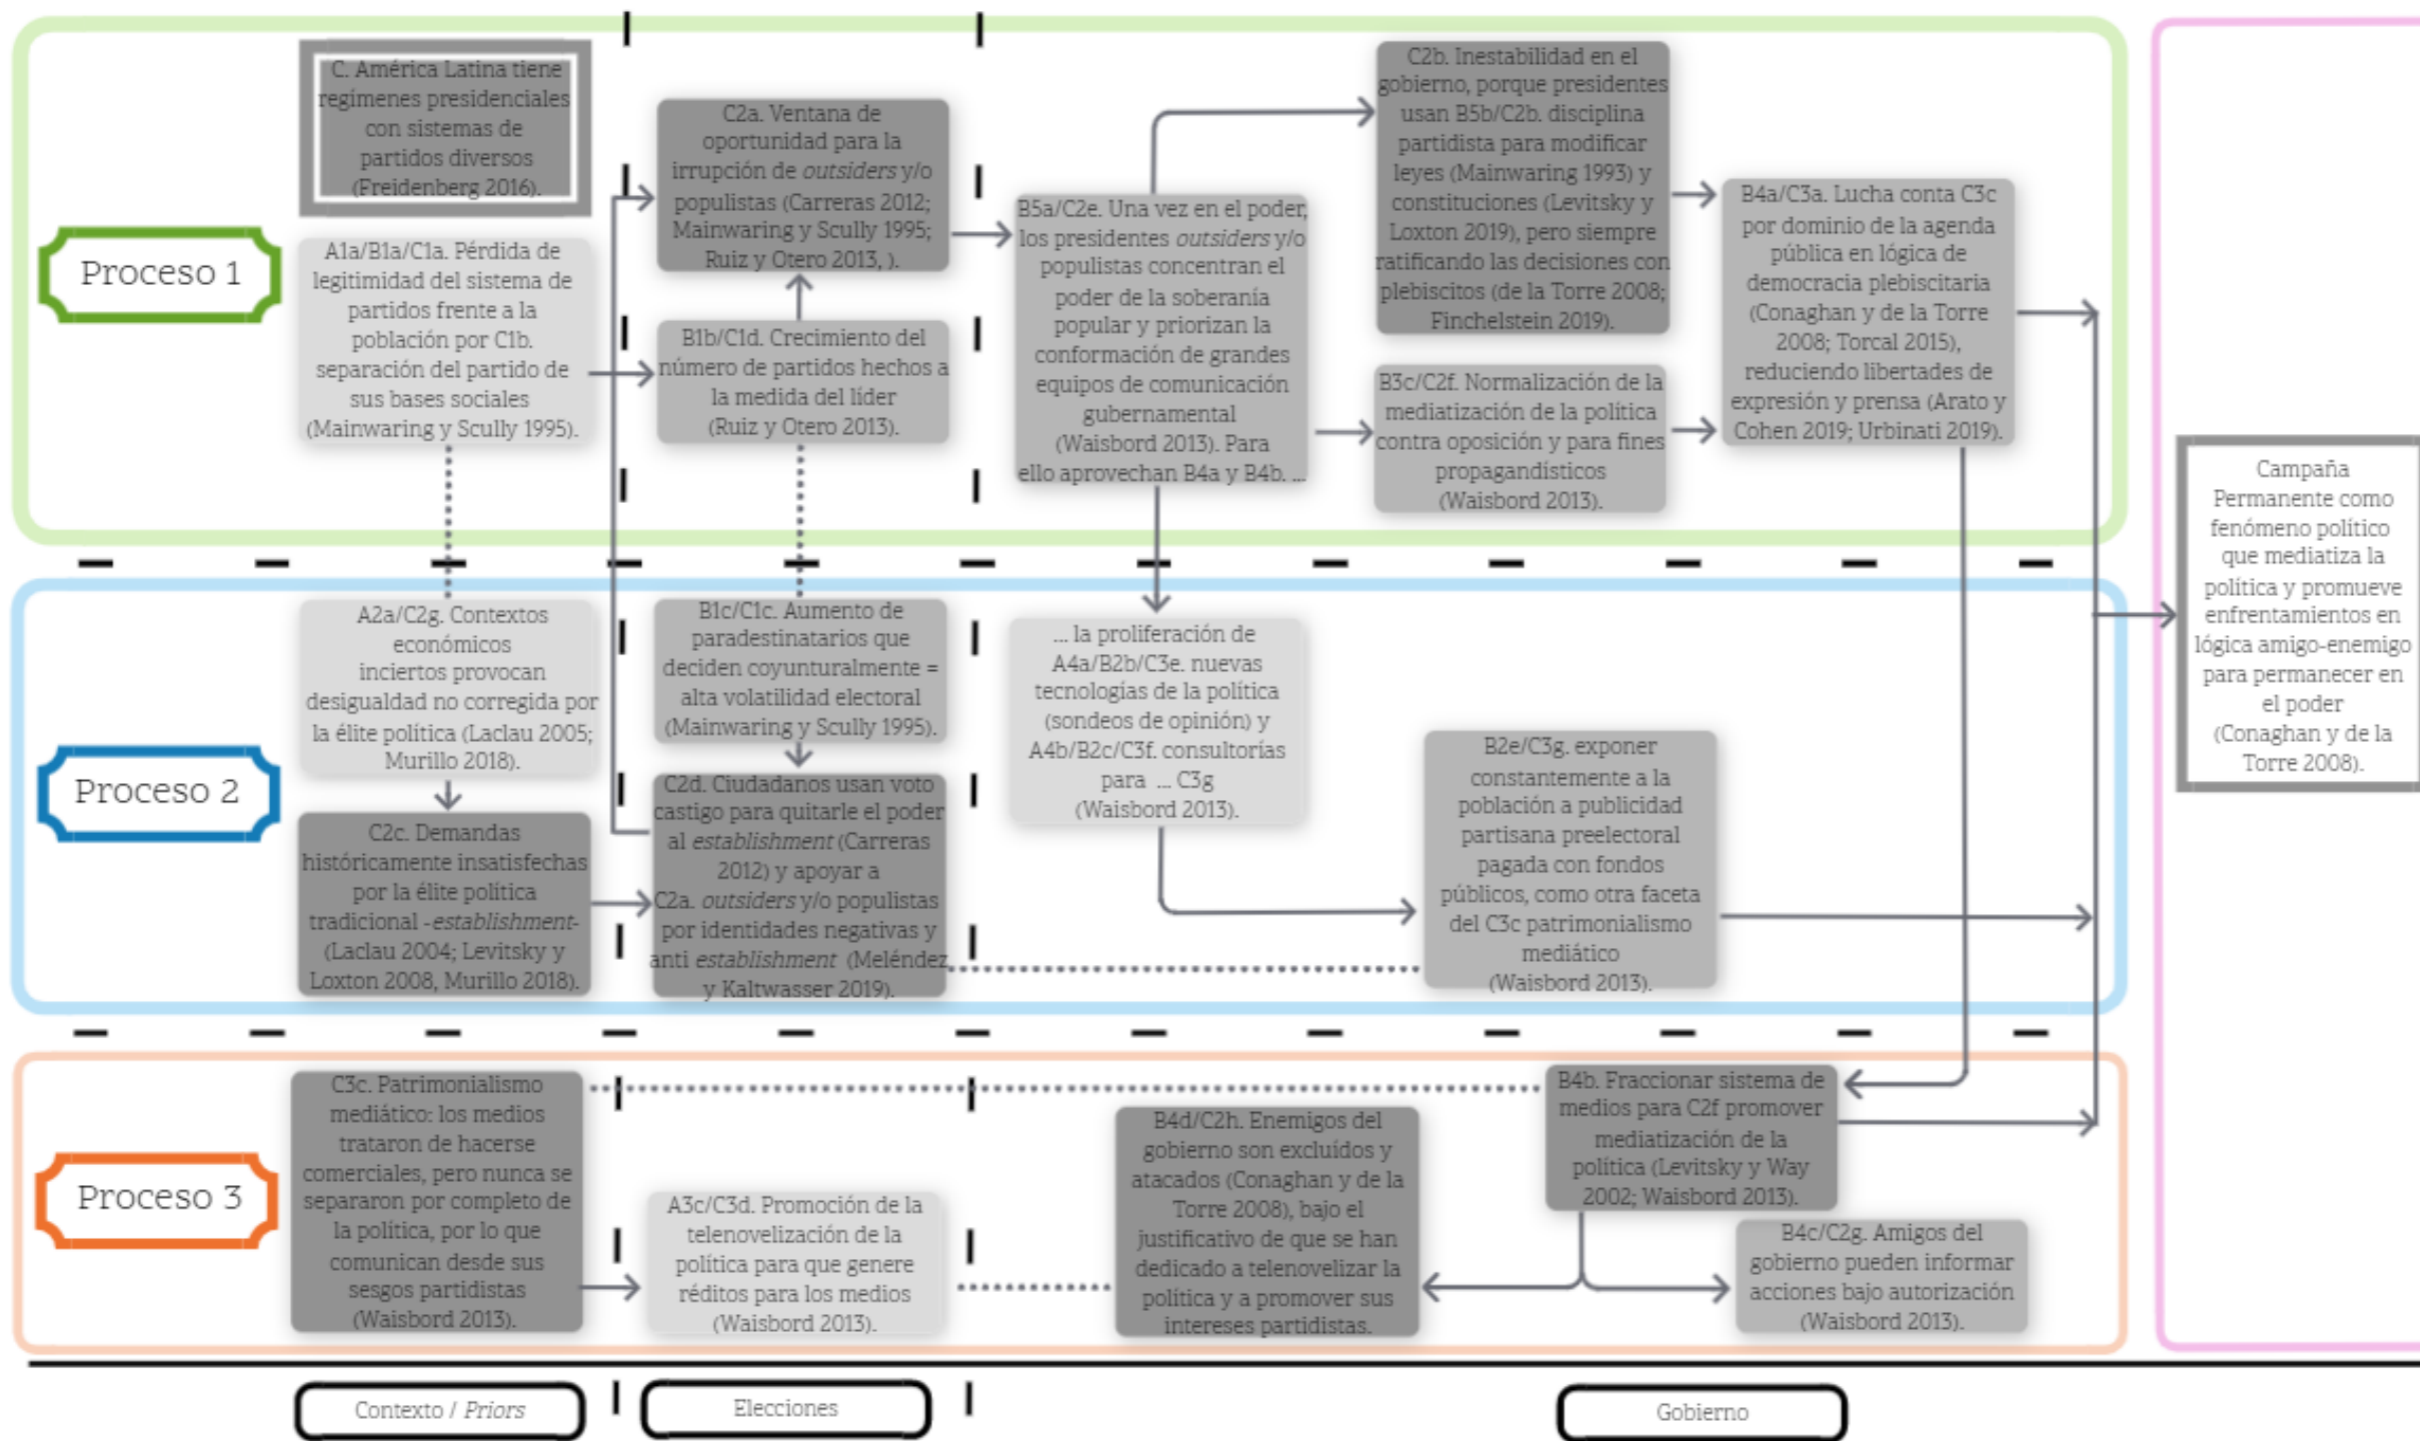 Proceso 1
C. América Latina tiene
regímenes presidenciales
con sistemas de
partidos diversos
(Freidenberg 2016).
A1a/B1a/C1a. Pérdida de
legitimidad del sistema de
partidos frente a la
población por C1b.
separación del partido de
sus bases sociales
(Mainwaring y Scully 1995).
C2a. Ventana de
oportunidad para la
irrupción de outsiders y/o
populistas (Carreras 2012;
Mainwaring y Scully 1995;
Ruiz y Otero 2013, ).
B1b/C1d. Crecimiento del
número de partidos hechos a
la medida del líder
(Ruiz y Otero 2013).
B5a/C2e. Una vez en el poder,
los presidentes outsiders y/o
populistas concentran el
poder de la soberanía
popular y priorizan la
conformación de grandes
equipos de comunicación
gubernamental
(Waisbord 2013). Para
ello aprovechan B4a y B4b. ...
C2b. Inestabilidad en el
gobierno, porque presidentes
usan B5b/C2b. disciplina
partidista para modificar
leyes (Mainwaring 1993) y
constituciones (Levitsky y
Loxton 2019), pero siempre
ratificando las decisiones con
plebiscitos (de la Torre 2008;
Finchelstein 2019).
B3c/C2f. Normalización de la
mediatización de la política
contra oposición y para fines
propagandísticos
(Waisbord 2013).
B4a/C3a. Lucha conta C3c
por dominio de la agenda
pública en lógica de
democracia plebiscitaria
(Conaghan y de la Torre
2008; Torcal 2015),
reduciendo libertades de
expresión y prensa (Arato y
Cohen 2019; Urbinati 2019).
Proceso 2
A2a/C2g. Contextos
económicos
inciertos provocan
desigualdad no corregida por
la élite política (Laclau 2005;
Murillo 2018).
C2c. Demandas
históricamente insatisfechas
por la élite política
tradicional -establishment-
(Laclau 2004; Levitsky y
Loxton 2008, Murillo 2018).
B1c/C1c. Aumento de
paradestinatarios que
deciden coyunturalmente =
alta volatilidad electoral
(Mainwaring y Scully 1995).
C2d. Ciudadanos usan voto
castigo para quitarle el poder
al establishment (Carreras
2012) y apoyar a
C2a. outsiders y/o populistas
por identidades negativas y
anti establishment (Meléndez
y Kaltwasser 2019).
... la proliferación de
A4a/B2b/C3e. nuevas
tecnologías de la política
(sondeos de opinión) y
A4b/B2c/C3f. consultorías
para ... C3g
(Waisbord 2013).
B2e/C3g. exponer
constantemente a la
población a publicidad
partisana preelectoral
pagada con fondos
públicos, como otra faceta
del C3c patrimonialismo
mediático
(Waisbord 2013).
Proceso 3
C3c. Patrimonialismo
mediático: los medios
trataron de hacerse
comerciales, pero nunca se
separaron por completo de
la política, por lo que
comunican desde sus
sesgos partidistas
(Waisbord 2013).
A3c/C3d. Promoción de la
telenovelización de la
política para que genere
réditos para los medios
(Waisbord 2013).
B4d/C2h. Enemigos del
gobierno son excluídos y
atacados (Conaghan y de la
Torre 2008), bajo el
justificativo de que se han
dedicado a telenovelizar la
política y a promover sus
intereses partidistas.
B4b. Fraccionar sistema de
medios para C2f promover
mediatización de la
política (Levitsky y Way
2002; Waisbord 2013).
B4c/C2g. Amigos del
gobierno pueden informar
acciones bajo autorización
(Waisbord 2013).
Campaña
Permanente como
fenómeno político
que mediatiza la
política y promueve
enfrentamientos en
lógica amigo-enemigo
para permanecer en
el poder
(Conaghan y de la
Torre 2008).
Contexto / Priors
Elecciones
Gobierno